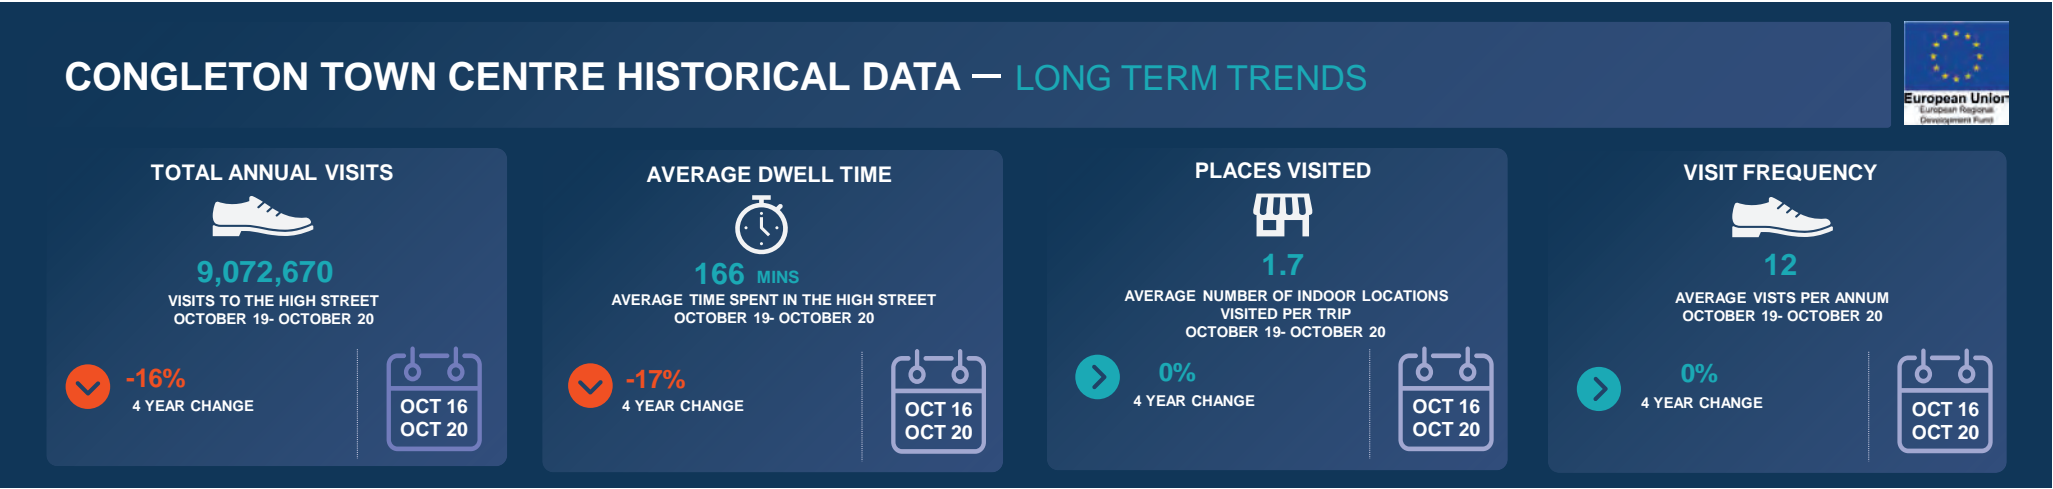 CONGLETON TOWN CENTRE HISTORICAL DATA — LONG TERM TRENDS
European Union
European Regional
Development Fund
TOTAL ANNUAL VISITS
9,072,670
VISITS TO THE HIGH STREET
OCTOBER 19- OCTOBER 20
-16%
4 YEAR CHANGE
OCT 16
OCT 20
AVERAGE DWELL TIME
166 MINS
AVERAGE TIME SPENT IN THE HIGH STREET
OCTOBER 19- OCTOBER 20
-17%
4 YEAR CHANGE
OCT 16
OCT 20
PLACES VISITED
1.7
AVERAGE NUMBER OF INDOOR LOCATIONS
VISITED PER TRIP
OCTOBER 19- OCTOBER 20
0%
4 YEAR CHANGE
OCT 16
OCT 20
VISIT FREQUENCY
12
AVERAGE VISTS PER ANNUM
OCTOBER 19- OCTOBER 20
0%
4 YEAR CHANGE
OCT 16
OCT 20